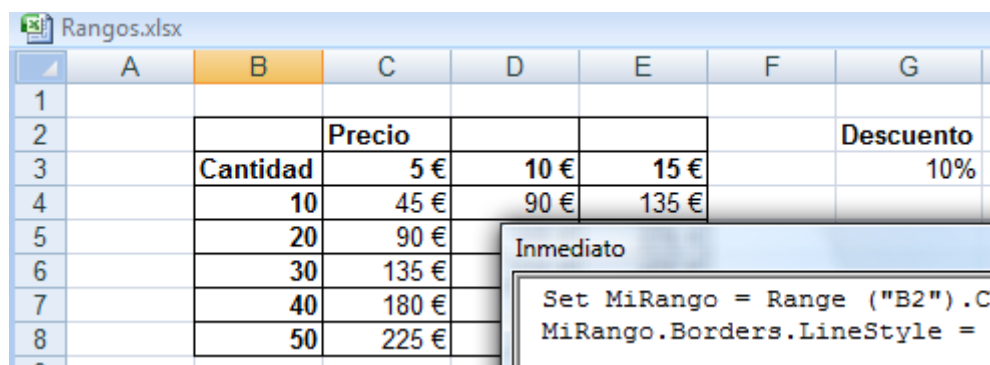 Rangos.xlsx
A B C D E F G
1
2 Precio Descuento
3 Cantidad 5 € 10 € 15 € 10%
4 10 45 € 90 € 135 €
5 20 90 €
6 30 135 €
7 40 180 €
8 50 225 €
Inmediato
Set MiRango = Range ("B2").C
MiRango.Borders.LineStyle =